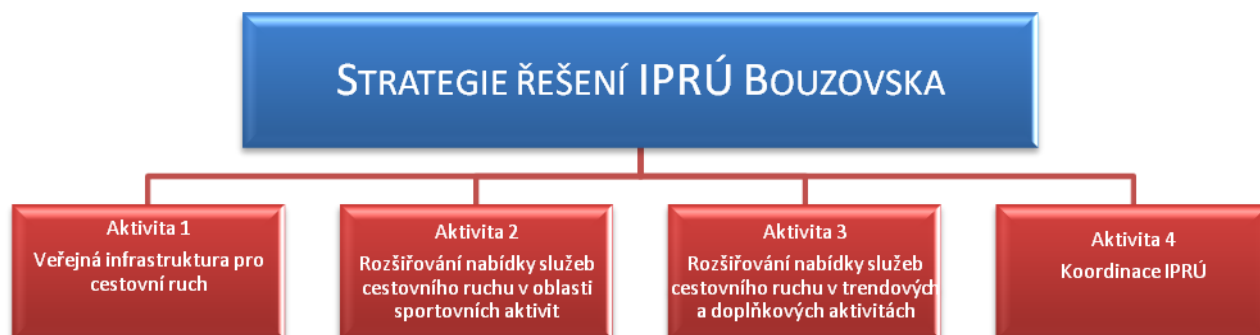 STRATEGIE ŘEŠENÍ IPRÚ BOUZOVSKA
Aktivita 1
Veřejná infrastruktura pro
cestovní ruch
Aktivita 2
Rozšiřování nabídky služeb
cestovního ruchu v oblasti
sportovních aktivit
Aktivita 3
Rozšiřování nabídky služeb
cestovního ruchu v trendových
a doplňkových aktivitách
Aktivita 4
Koordinace IPRÚ